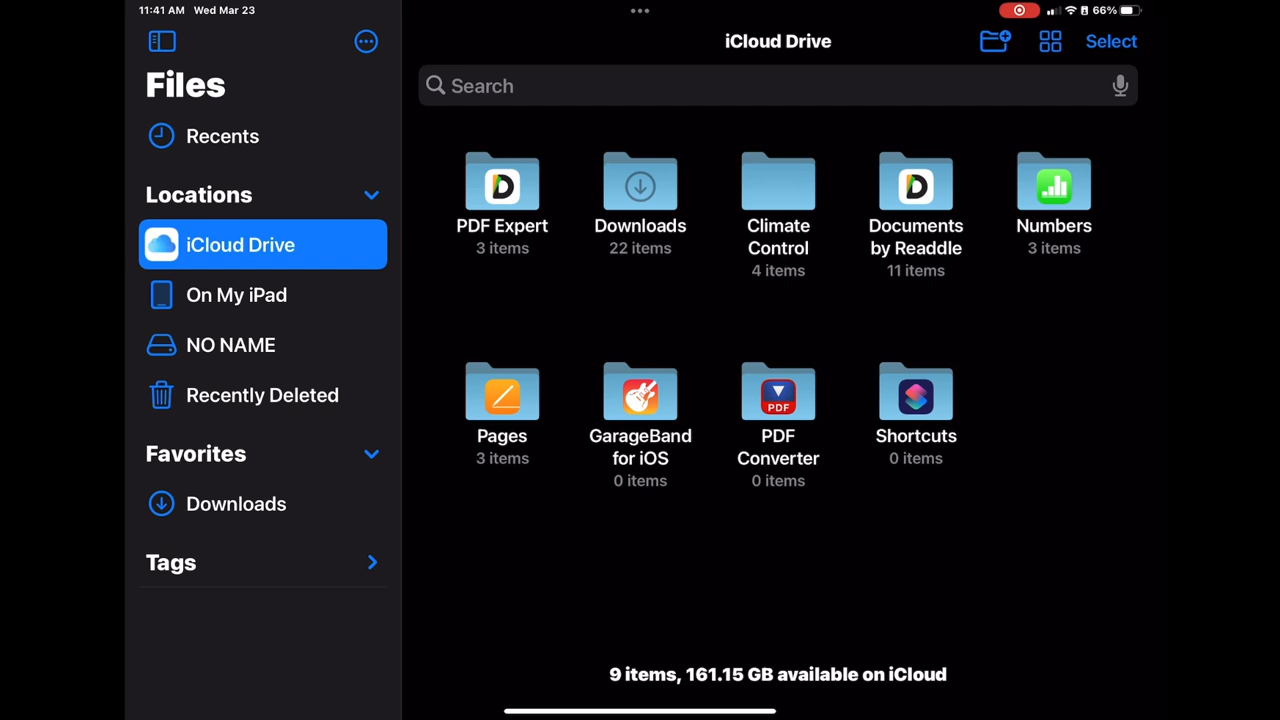 11:41 AM Wed Mar 23
66%
Files
Recents
Locations
iCloud Drive
On My iPad
NO NAME
Recently Deleted
Favorites
Downloads
Tags
iCloud Drive
Select
Search
PDF Expert
3 items
Downloads
22 items
Climate
Control
4 items
Documents
by Readdle
11 items
Numbers
3 items
Pages
3 items
GarageBand
for iOS
0 items
PDF
PDF
Converter
0 items
Shortcuts
0 items
9 items, 161.15 GB available on iCloud